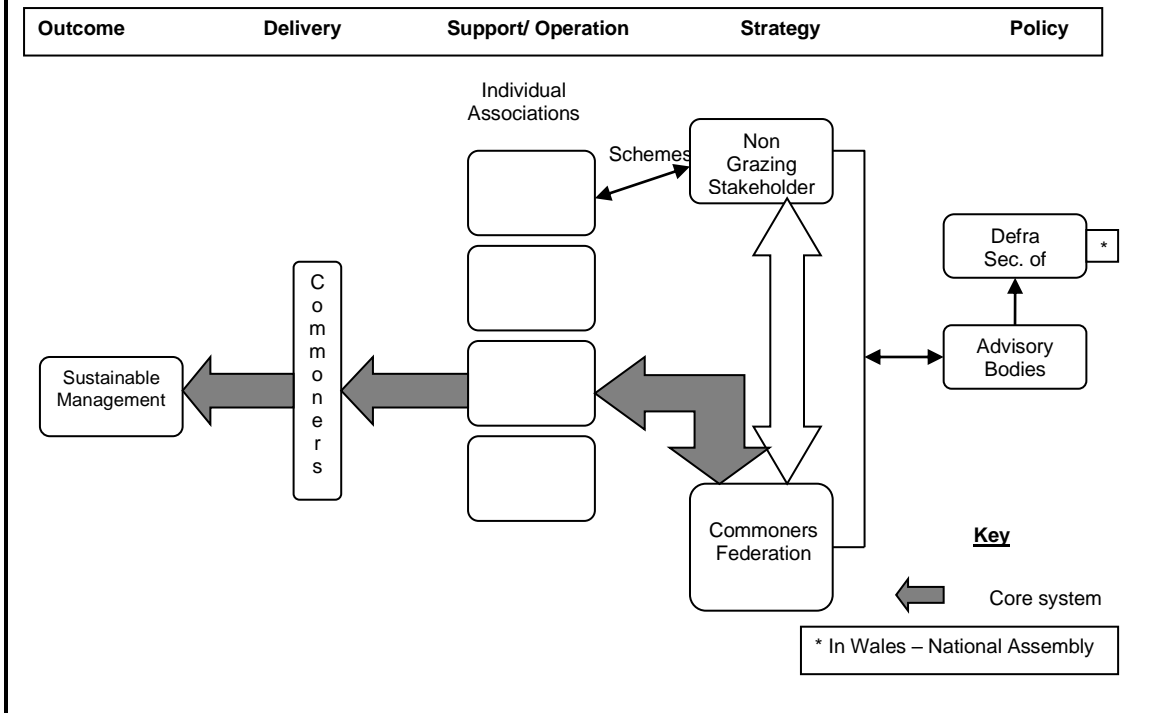 Outcome Delivery Support/ Operation Strategy Policy
Individual
Associations
Schemes
Non
Grazing
Stakeholder
Defra
Sec. of
*
Advisory
Bodies
Commoners
Sustainable
Management
Commoners
Federation
Key
Core system
* In Wales – National Assembly